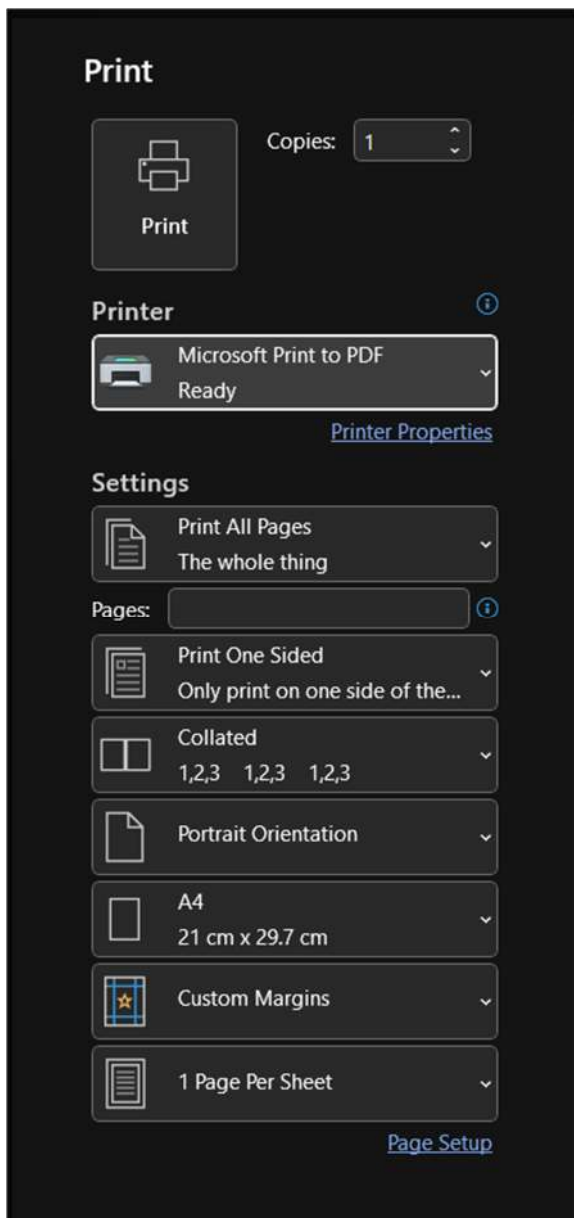 Print
Copies: 1
Print
Printer
Microsoft Print to PDF
Ready
Printer Properties
Settings
Print All Pages
The whole thing
Pages:
Print One Sided
Only print on one side of the...
Collated
1,2,3 1,2,3 1,2,3
Portrait Orientation
A4
21 cm x 29.7 cm
Custom Margins
1 Page Per Sheet
Page Setup